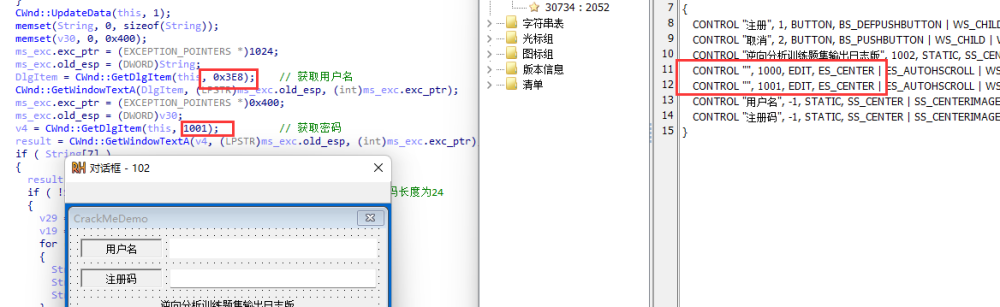 }
CWnd::UpdateData(this, 1);
memset(String, 0, sizeof(String));
memset(v30, 0, 0x400);
ms_exc.exc_ptr = (EXCEPTION_POINTERS *)1024;
ms_exc.old_esp = (DWORD)String;
DlgItem = CWnd::GetDlgItem(this, 0x3E8); // 获取用户名
CWnd::GetWindowTextA(DlgItem, (LPSTR)ms_exc.old_esp, (int)ms_exc.exc_ptr);
ms_exc.exc_ptr = (EXCEPTION_POINTERS *)0x400;
ms_exc.old_esp = (DWORD)v30;
v4 = CWnd::GetDlgItem(this, 1001); // 获取密码
result = CWnd::GetWindowTextA(v4, (LPSTR)ms_exc.old_esp, (int)ms_exc.exc_ptr)
if ( String[7] )
{
result
if ( !
码长度为24
{
v29 =
v19 =
for
{
St
St
St
}
RH 对话框 - 102
CrackMeDemo
用户名
注册码
逆向分析训练题集输出日志版
30734 : 2052
字符串表
光标组
图标组
版本信息
清单
7 {
8 CONTROL "注册", 1, BUTTON, BS_DEFPUSHBUTTON | WS_CHILD
9 CONTROL "取消", 2, BUTTON, BS_PUSHBUTTON | WS_CHILD | W
10 CONTROL "逆向分析训练题集输出日志版", 1002, STATIC, SS_CEN
11 CONTROL "", 1000, EDIT, ES_CENTER | ES_AUTOHSCROLL | WS
12 CONTROL "", 1001, EDIT, ES_CENTER | ES_AUTOHSCROLL | WS
13 CONTROL "用户名", -1, STATIC, SS_CENTER | SS_CENTERIMAGE
14 CONTROL "注册码", -1, STATIC, SS_CENTER | SS_CENTERIMAGE
15 }